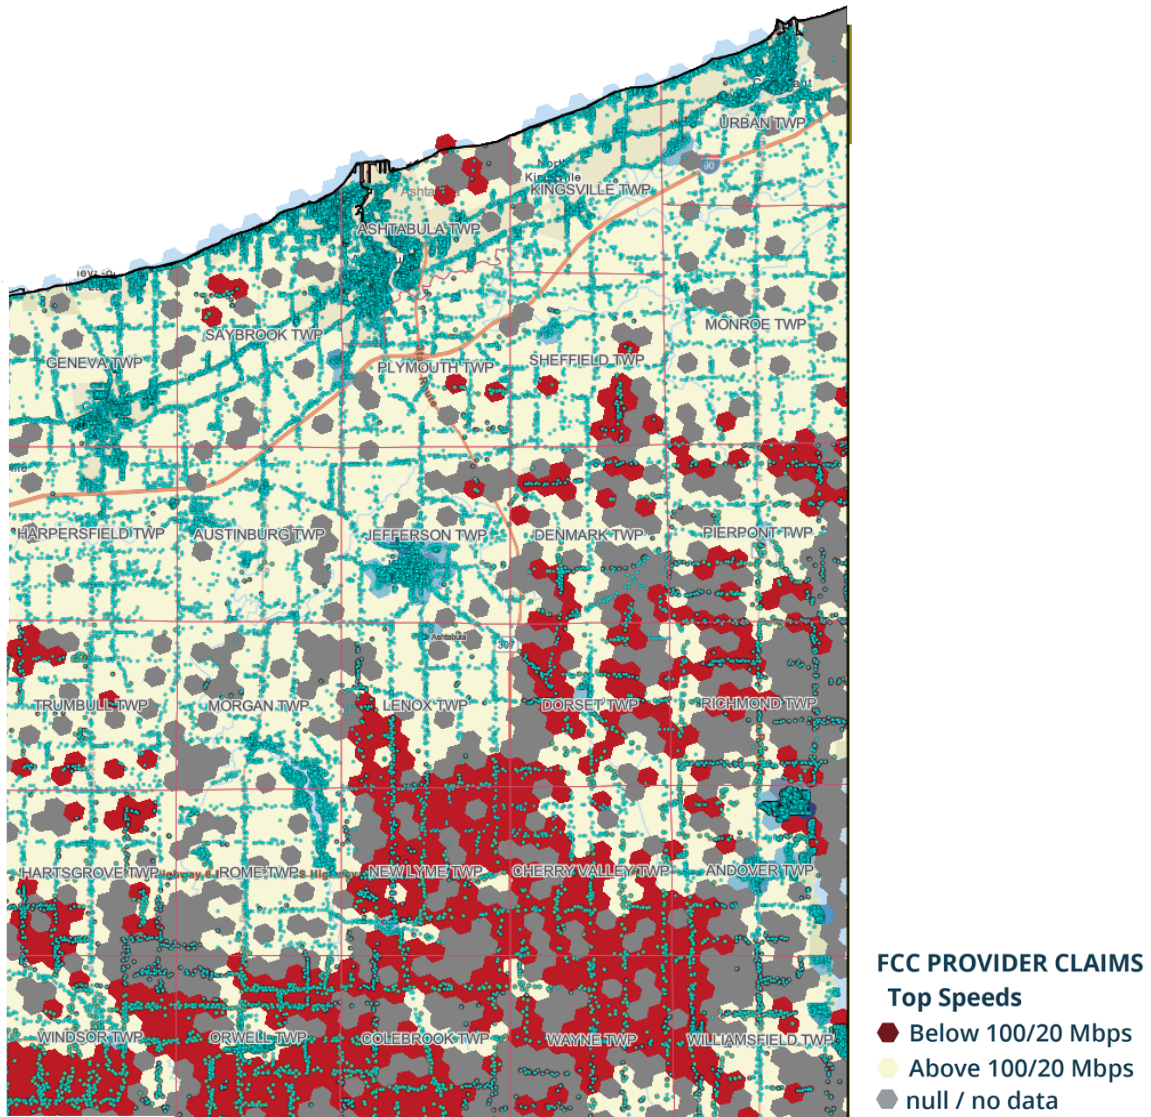 URBAN TWP
90
North
Kingsville
KINGSVILLE TWP
ASHTABULA TWP
SAYBROOK TWP
MONROE TWP
GENEVA TWP
PLYMOUTH TWP
SHEFFIELD TWP
HARPERSFIELD TWP
AUSTINBURG TWP
JEFFERSON TWP
DENMARK TWP
PIERPONT TWP
Ashtabula
307
TRUMBULL TWP
MORGAN TWP
LENOX TWP
DORSET TWP
RICHMOND TWP
HARTSGROVE TWP
ROME TWP
NEW LYME TWP
CHERRY VALLEY TWP
ANDOVER TWP
WINDSOR TWP
ORWELL TWP
COLEBROOK TWP
WAYNE TWP
WILLIAMSFIELD TWP
FCC PROVIDER CLAIMS
Top Speeds
Below 100/20 Mbps
Above 100/20 Mbps
null / no data